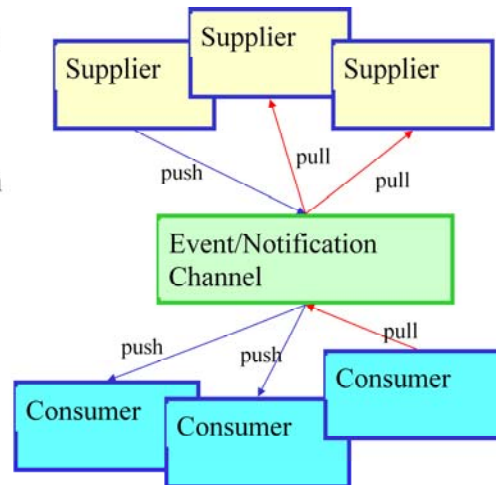 Supplier
Supplier
Supplier
pull
push
pull
Event/Notification
Channel
push
push
pull
Consumer
Consumer
Consumer